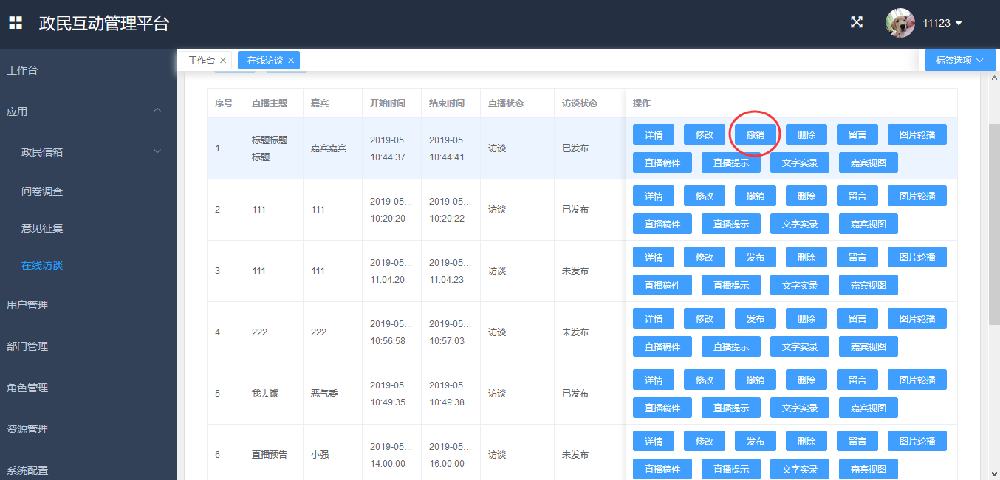 政民互动管理平台
11123
工作台
应用
政民信箱
问卷调查
意见征集
在线访谈
用户管理
部门管理
角色管理
资源管理
系统配置
工作台 ×
在线访谈 ×
标签选项
序号 直播主题 嘉宾 开始时间 结束时间 直播状态 访谈状态 操作
1 标题标题 嘉宾嘉宾 2019-05... 2019-05... 访谈 已发布 详情 修改 撤销 删除 留言 图片轮播
标题 10:44:37 10:44:41 直播稿件 直播提示 文字实录 嘉宾视图
2 111 111 2019-05... 2019-05... 访谈 已发布 详情 修改 撤销 删除 留言 图片轮播
10:20:20 10:20:22 直播稿件 直播提示 文字实录 嘉宾视图
3 111 111 2019-05... 2019-05... 访谈 未发布 详情 修改 发布 删除 留言 图片轮播
11:04:20 11:04:23 直播稿件 直播提示 文字实录 嘉宾视图
4 222 222 2019-05... 2019-05... 访谈 未发布 详情 修改 发布 删除 留言 图片轮播
10:56:58 10:57:03 直播稿件 直播提示 文字实录 嘉宾视图
5 我去饿 恶气委 2019-05... 2019-05... 访谈 已发布 详情 修改 撤销 删除 留言 图片轮播
10:49:35 10:49:38 直播稿件 直播提示 文字实录 嘉宾视图
6 直播预告 小强 2019-05... 2019-05... 访谈 未发布 详情 修改 发布 删除 留言 图片轮播
14:00:00 16:00:00 直播稿件 直播提示 文字实录 嘉宾视图